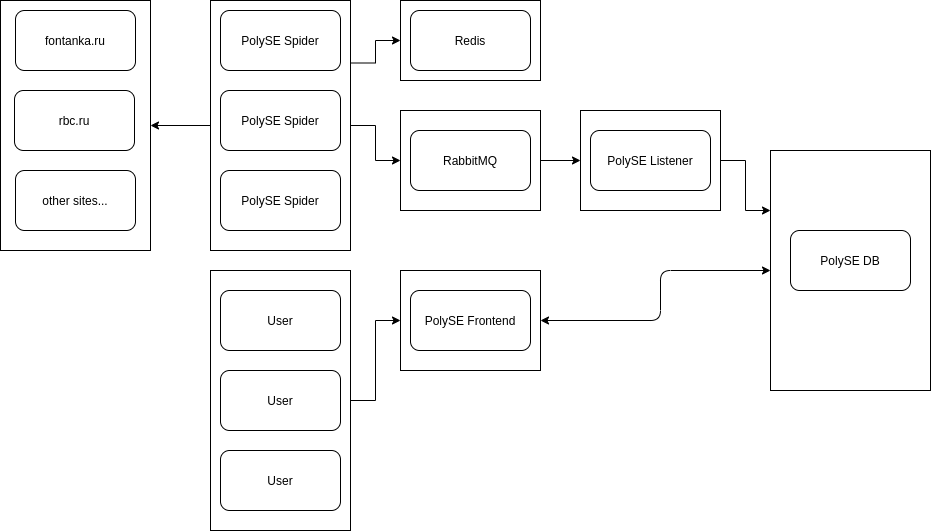 fontanka.ru
PolySE Spider
Redis
rbc.ru
PolySE Spider
RabbitMQ
PolySE Listener
other sites...
PolySE Spider
PolySE DB
User
PolySE Frontend
User
User